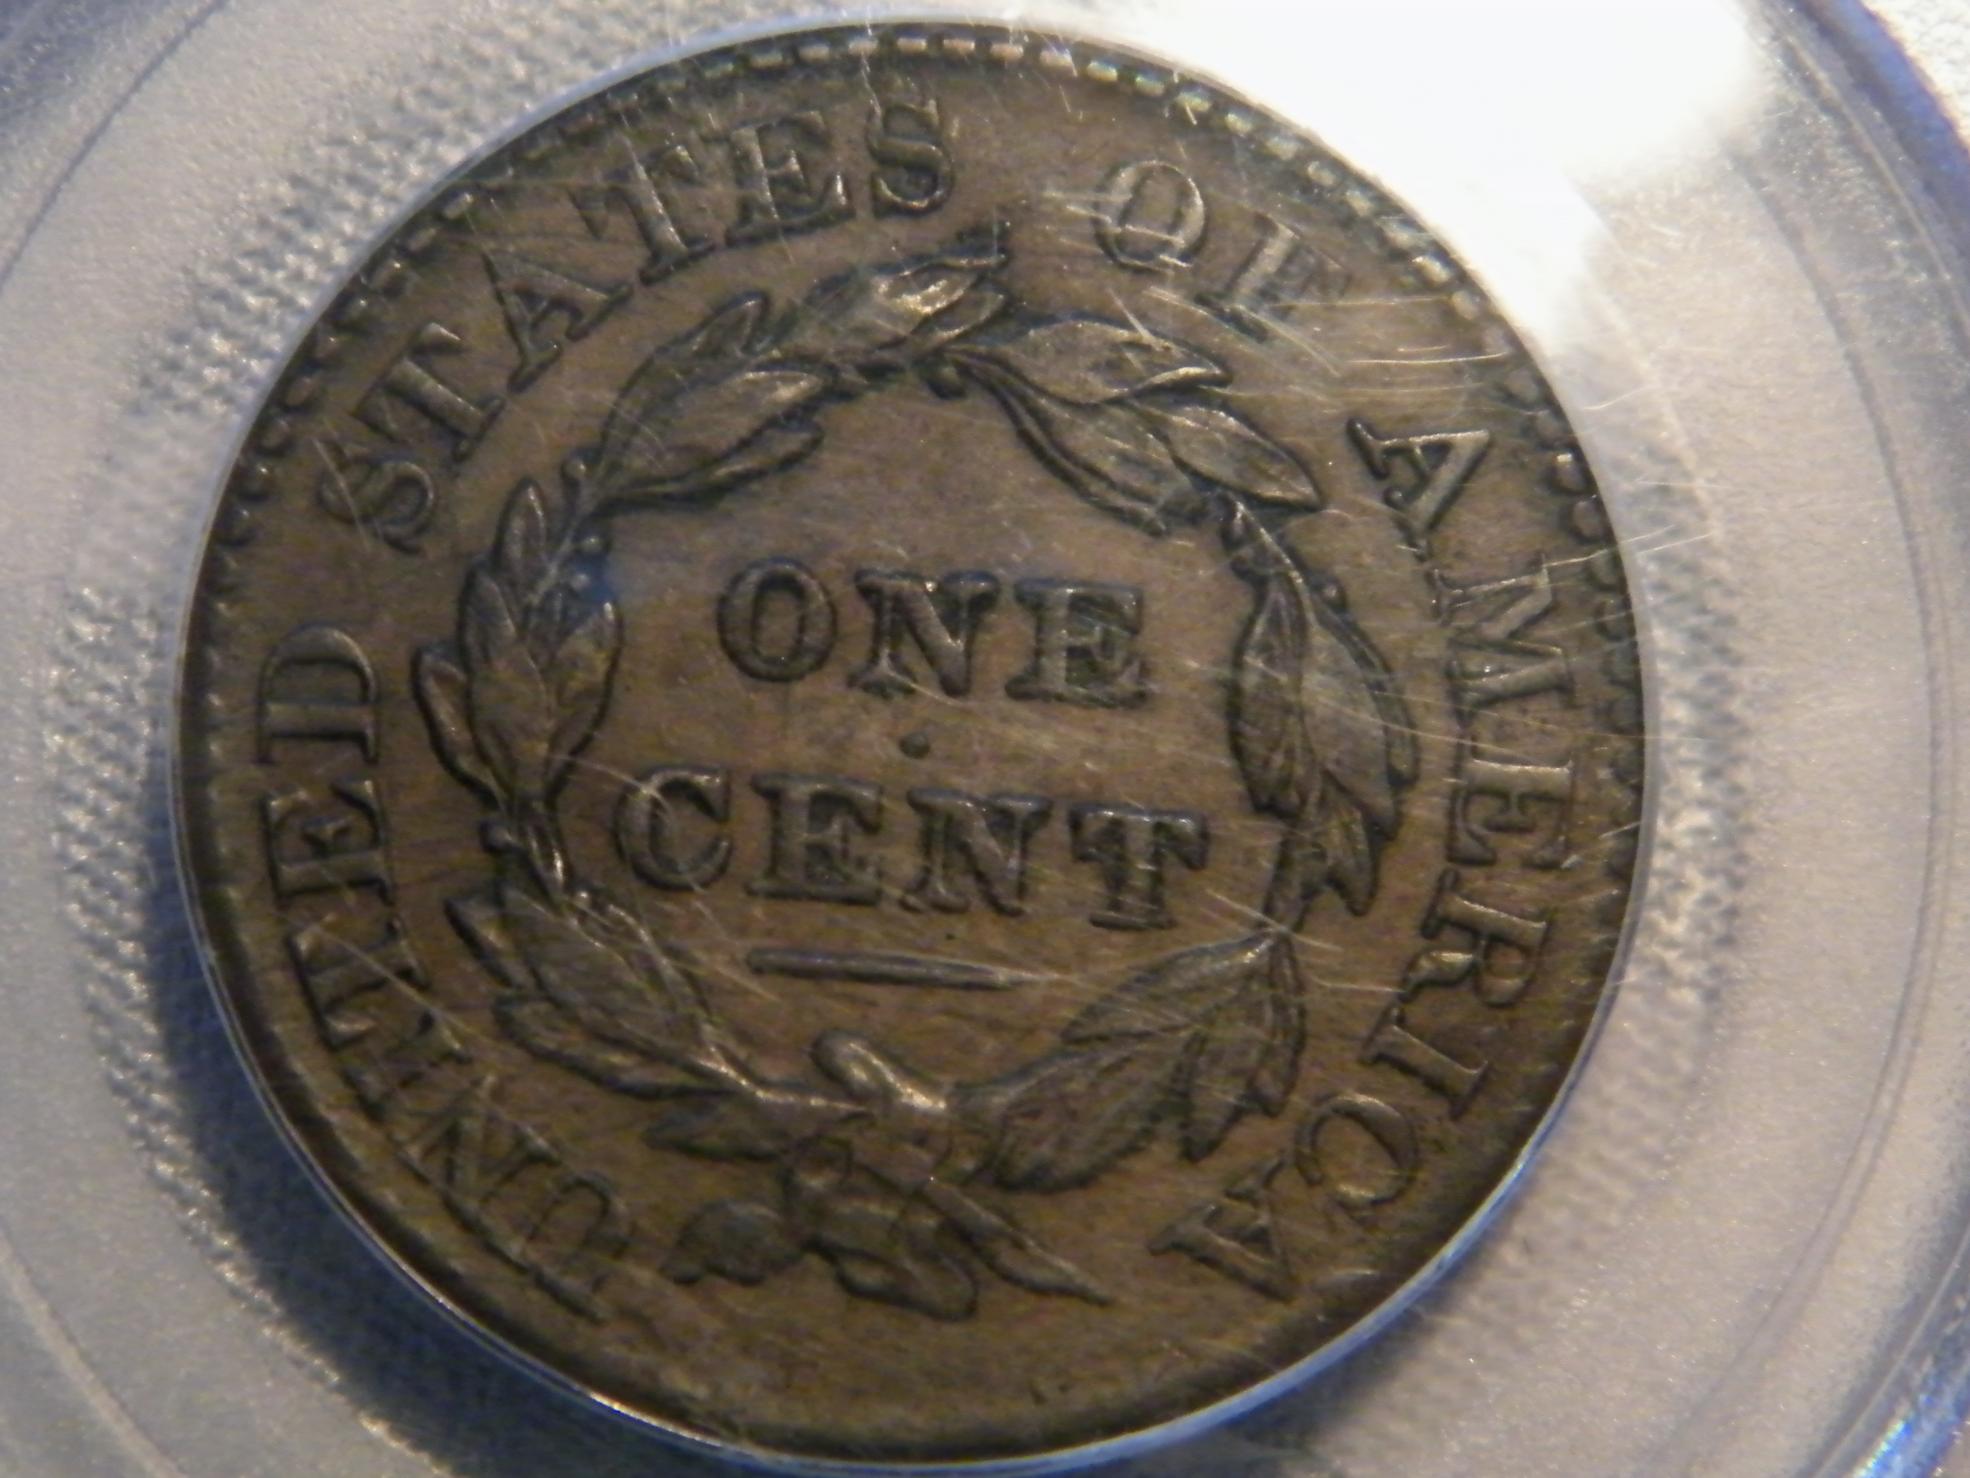 UNITED STATES OF AMERICA
ONE
CENT